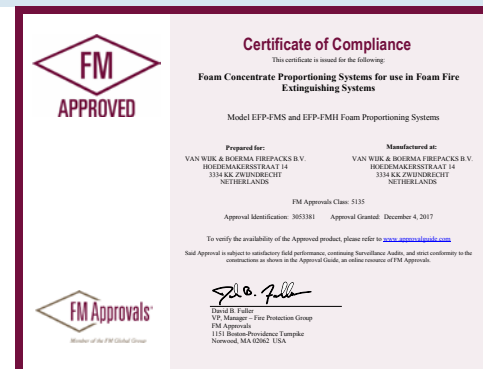 FM
APPROVED
Certificate of Compliance
This certificate is issued for the following:
Foam Concentrate Proportioning Systems for use in Foam Fire
Extinguishing Systems
Model EFP-FMS and EFP-FMH Foam Proportioning Systems
Prepared for:
VAN WIJK & BOERMA FIREPACKS B.V.
HOEDEMAKERSSTRAAT 14
3334 KK ZWIJNDRECHT
NETHERLANDS
Manufactured at:
VAN WIJK & BOERMA FIREPACKS B.V.
HOEDEMAKERSSTRAAT 14
3334 KK ZWIJNDRECHT
NETHERLANDS
FM Approvals Class: 5135
Approval Identification: 3053381 Approval Granted: December 4, 2017
To verify the availability of the Approved product, please refer to www.approvalguide.com
Said Approval is subject to satisfactory field performance, continuing Surveillance Audits, and strict conformity to the
constructions as shown in the Approval Guide, an online resource of FM Approvals.
David B. Fuller
VP, Manager – Fire Protection Group
FM Approvals
1151 Boston-Providence Turnpike
Norwood, MA 02062 USA
FM Approvals
Member of the FM Global Group